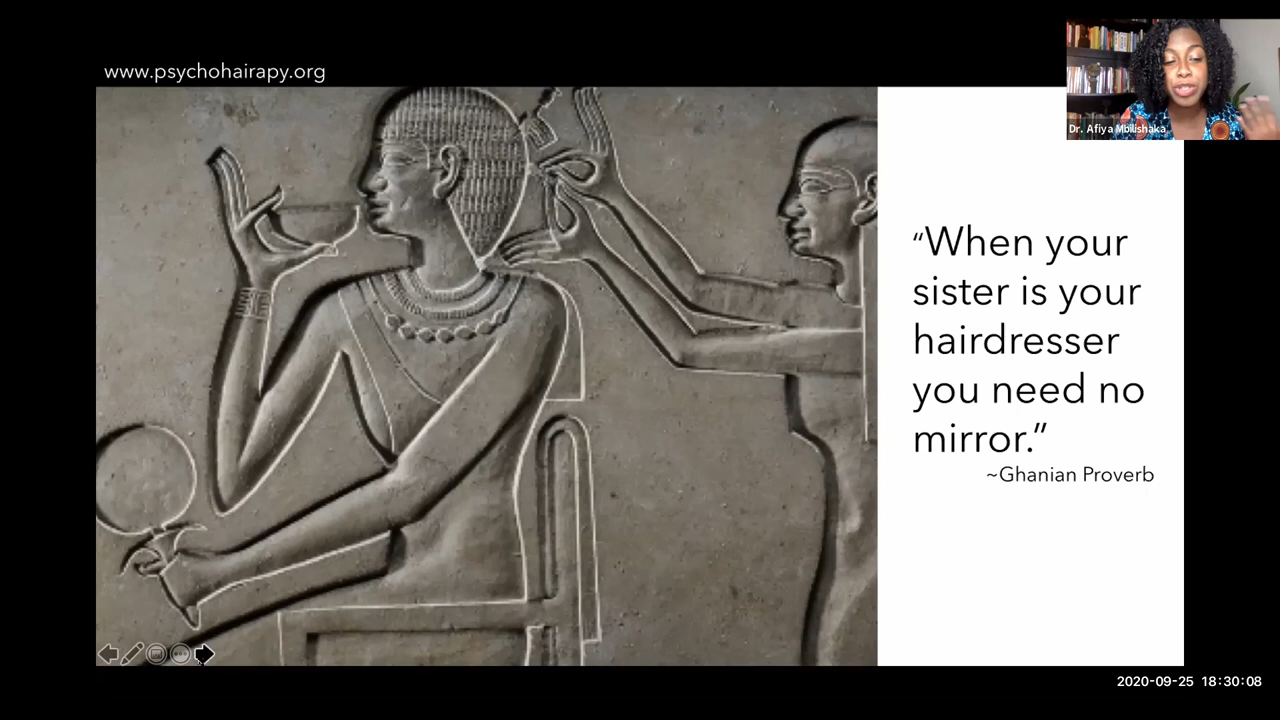 www.psychohairapy.org
Dr. Afiya Mbilishaka
“When your
sister is your
hairdresser
you need no
mirror.”
~Ghanian Proverb
2020-09-25 18:30:08